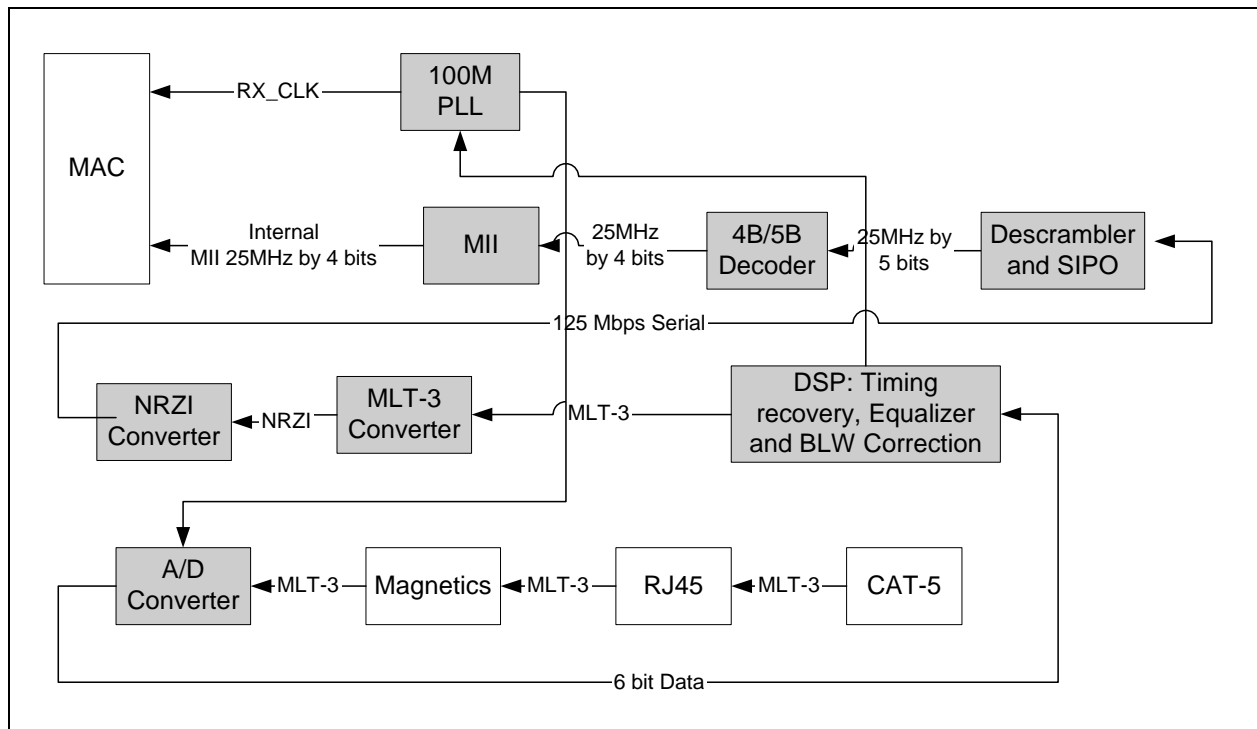 100M
PLL
RX_CLK
MAC
Internal
MII 25MHz by 4 bits
MII
25MHz
by 4 bits
4B/5B
Decoder
25MHz by
5 bits
Descrambler
and SIPO
125 Mbps Serial
NRZI
Converter
NRZI
MLT-3
Converter
MLT-3
DSP: Timing
recovery, Equalizer
and BLW Correction
A/D
Converter
MLT-3
Magnetics
MLT-3
RJ45
MLT-3
CAT-5
6 bit Data